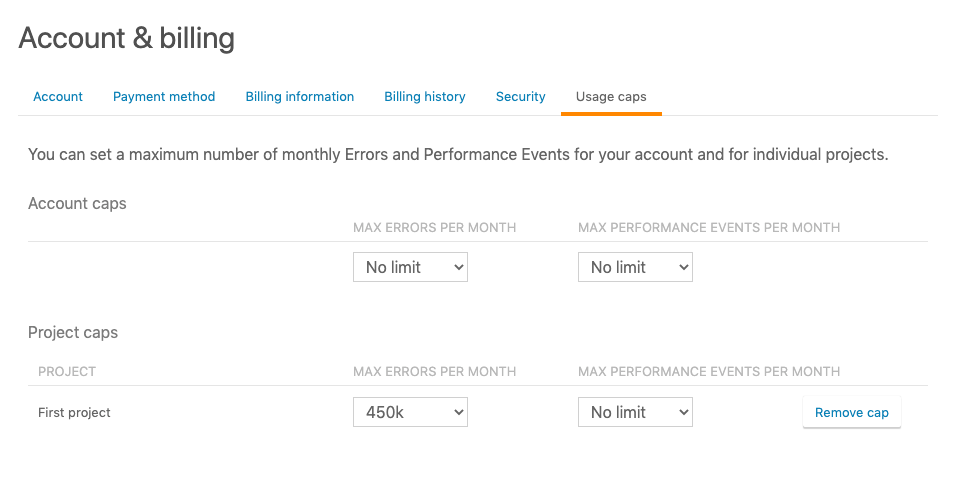 Account & billing
Account Payment method Billing information Billing history Security Usage caps
You can set a maximum number of monthly Errors and Performance Events for your account and for individual projects.
Account caps
MAX ERRORS PER MONTH MAX PERFORMANCE EVENTS PER MONTH
No limit No limit
Project caps
PROJECT MAX ERRORS PER MONTH MAX PERFORMANCE EVENTS PER MONTH
First project 450k No limit Remove cap